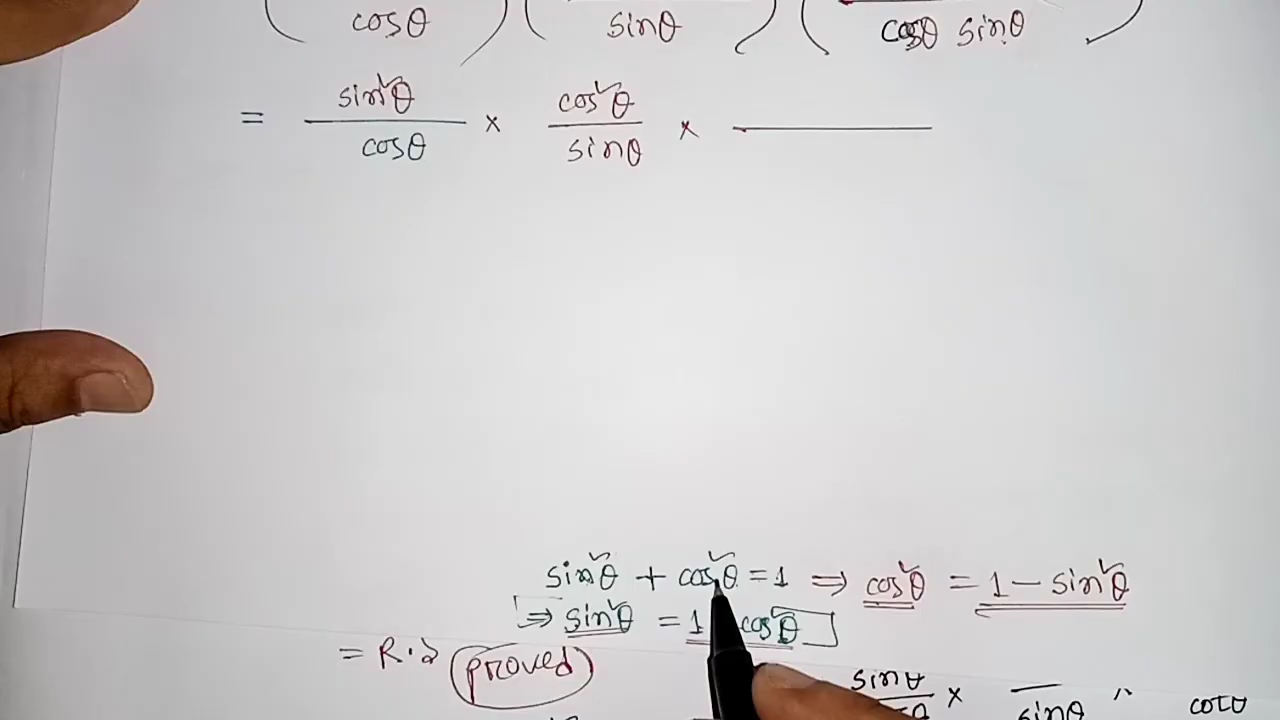 cosθ sinθ cosθ sinθ
= sin²θ/cosθ × cos²θ/sinθ ×
sin²θ + cos²θ = 1 ⇒ cos²θ = 1 − sin²θ
⇒ sin²θ = 1 cos²θ
= R.S proved
sinθ × sinθ cotθ